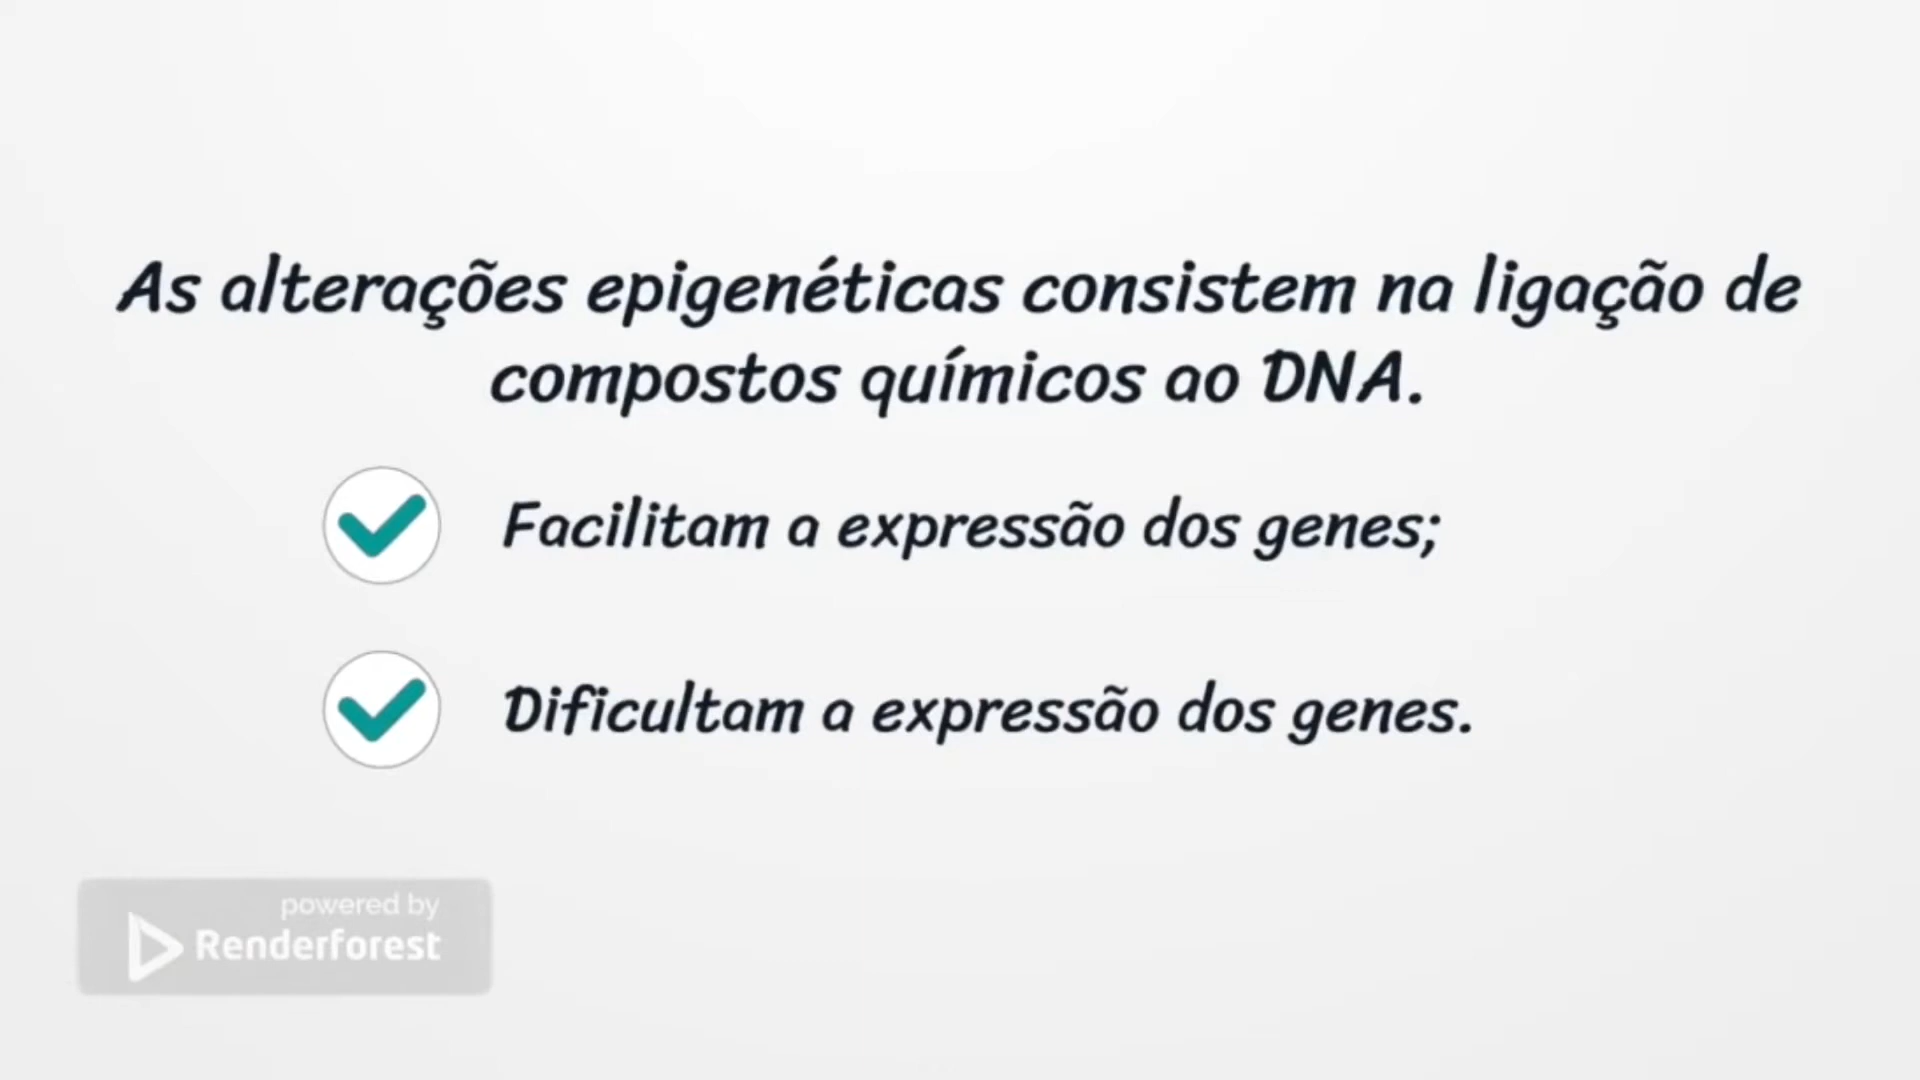 As alterações epigenéticas consistem na ligação de
compostos químicos ao DNA.
Facilitam a expressão dos genes;
Dificultam a expressão dos genes.
powered by
Renderforest